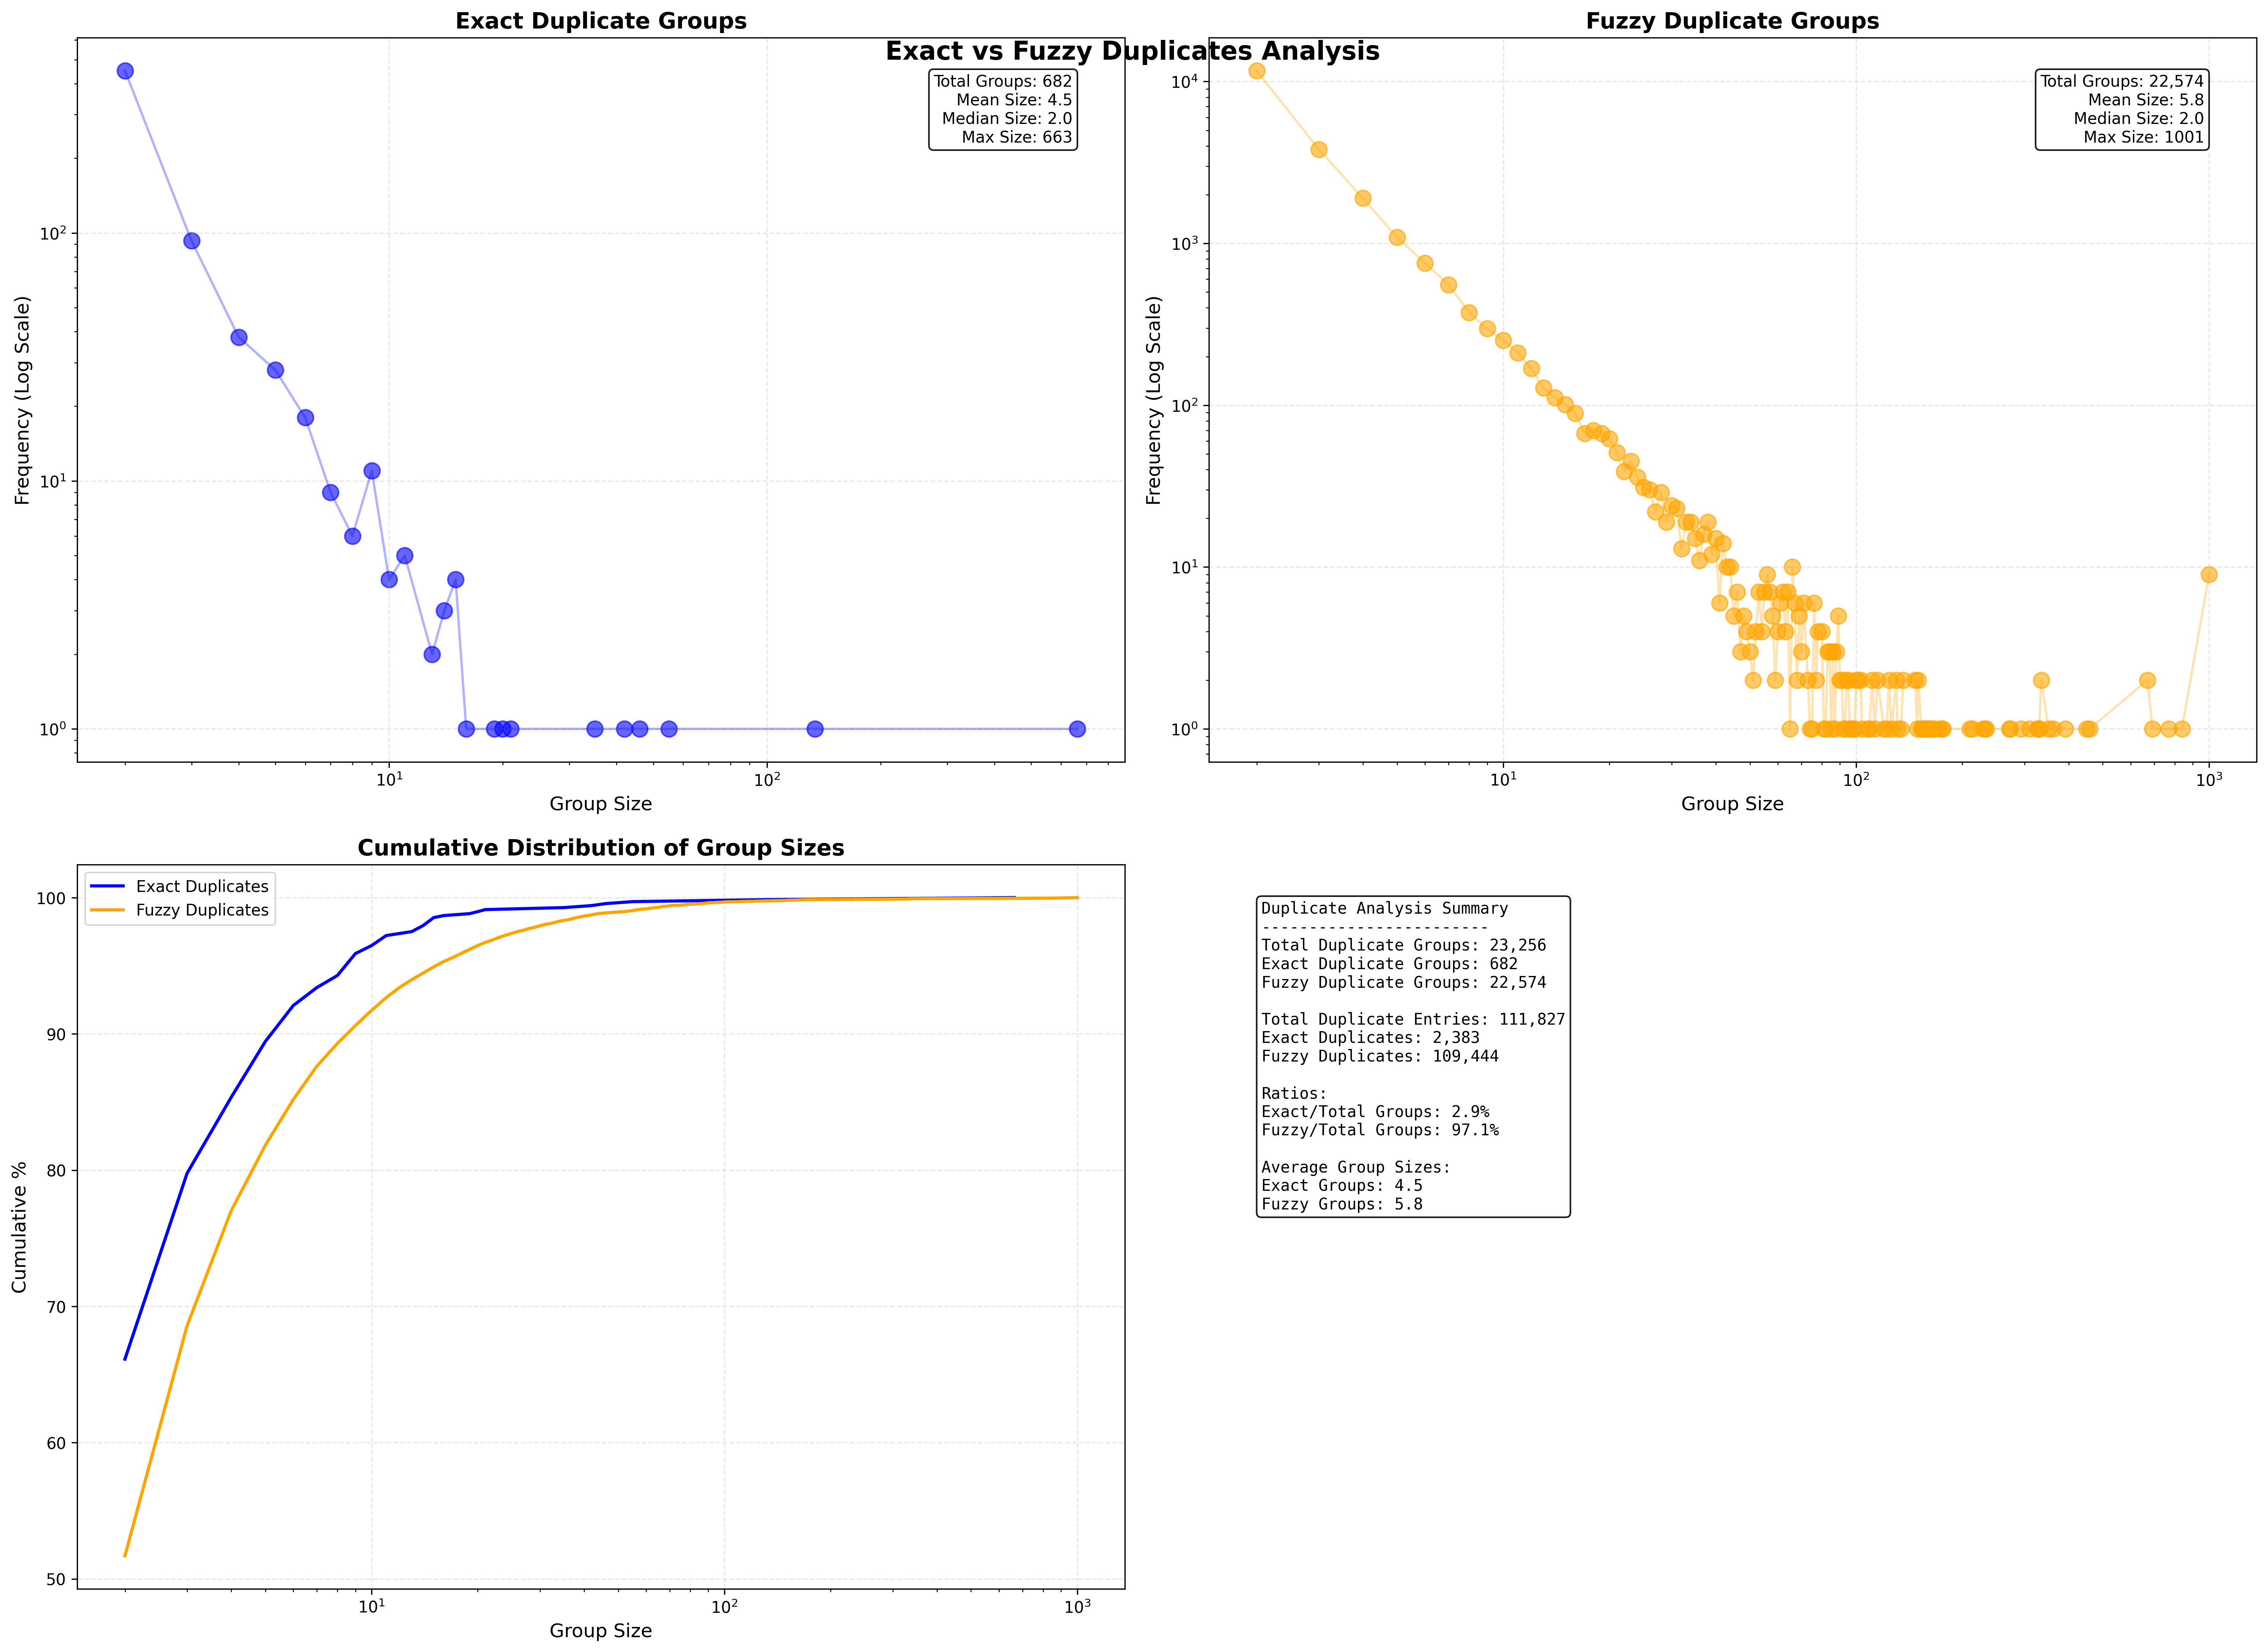 Exact vs Fuzzy Duplicates Analysis
Exact Duplicate Groups
Total Groups: 682
Mean Size: 4.5
Median Size: 2.0
Max Size: 663
Frequency (Log Scale)
10²
10¹
10⁰
10¹
10²
Group Size
Fuzzy Duplicate Groups
Total Groups: 22,574
Mean Size: 5.8
Median Size: 2.0
Max Size: 1001
Frequency (Log Scale)
10⁴
10³
10²
10¹
10⁰
10¹
10²
10³
Group Size
Cumulative Distribution of Group Sizes
Exact Duplicates
Fuzzy Duplicates
Cumulative %
100
90
80
70
60
50
10¹
10²
10³
Group Size
Duplicate Analysis Summary
------------------------
Total Duplicate Groups: 23,256
Exact Duplicate Groups: 682
Fuzzy Duplicate Groups: 22,574
Total Duplicate Entries: 111,827
Exact Duplicates: 2,383
Fuzzy Duplicates: 109,444
Ratios:
Exact/Total Groups: 2.9%
Fuzzy/Total Groups: 97.1%
Average Group Sizes:
Exact Groups: 4.5
Fuzzy Groups: 5.8